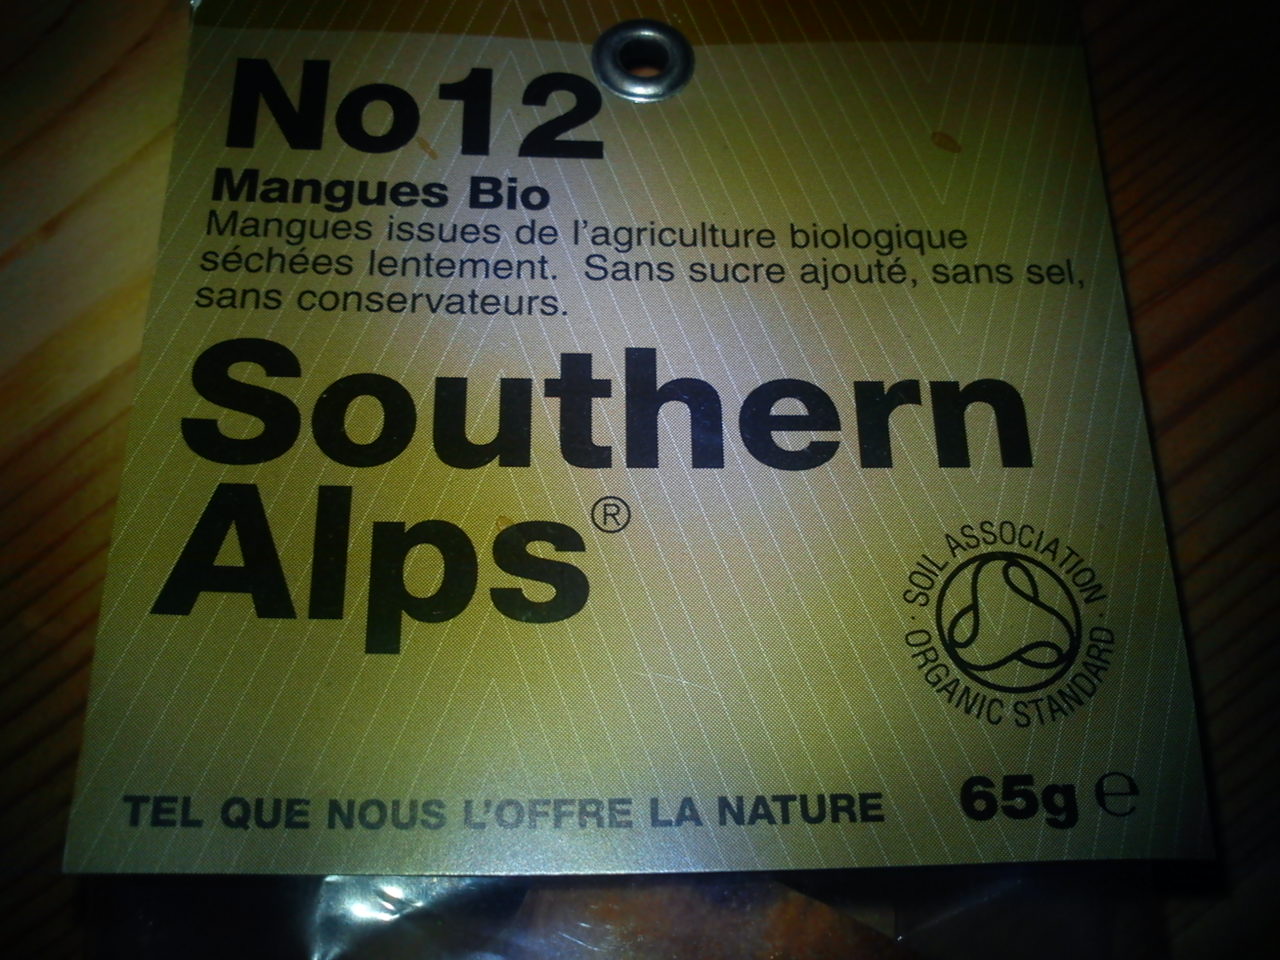 No12
Mangues Bio
Mangues issues de l'agriculture biologique
séchées lentement. Sans sucre ajouté, sans sel,
sans conservateurs.
Southern
Alps®
SOIL ASSOCIATION
· ORGANIC STANDARD ·
TEL QUE NOUS L'OFFRE LA NATURE
65g ℮